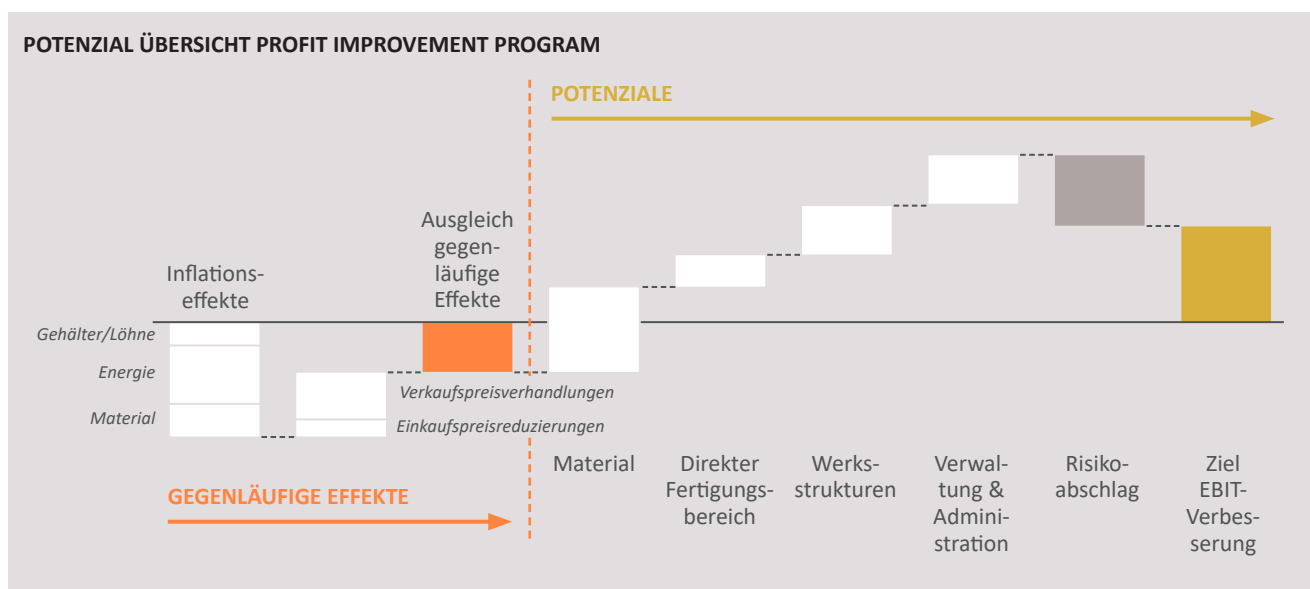 POTENZIAL ÜBERSICHT PROFIT IMPROVEMENT PROGRAM
POTENZIALE
Ausgleich
gegen-
läufige
Effekte
Inflations-
effekte
Gehälter/Löhne
Energie
Material
Verkaufspreisverhandlungen
Einkaufspreisreduzierungen
GEGENLÄUFIGE EFFEKTE
Material
Direkter
Fertigungs-
bereich
Werks-
strukturen
Verwal-
tung &
Admini-
stration
Risiko-
abschlag
Ziel
EBIT-
Verbes-
serung